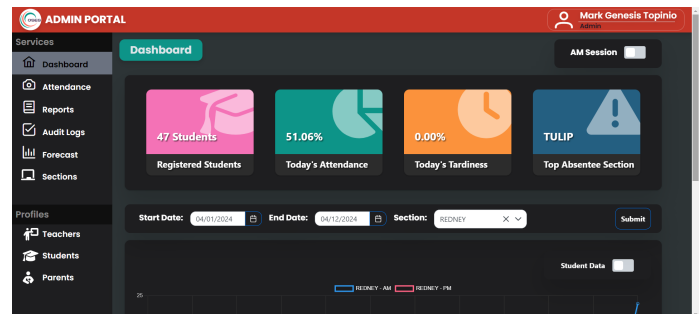 ADMIN PORTAL
Mark Genesis Topinio
Admin
Services
Dashboard
Attendance
Reports
Audit Logs
Forecast
Sections
Profiles
Teachers
Students
Parents
Dashboard
AM Session
47 Students
Registered Students
51.06%
Today's Attendance
0.00%
Today's Tardiness
TULIP
Top Absentee Section
Start Date: 04/01/2024 End Date: 04/12/2024 Section: REDNEY Submit
Student Data
REDNEY - AM REDNEY - PM
25